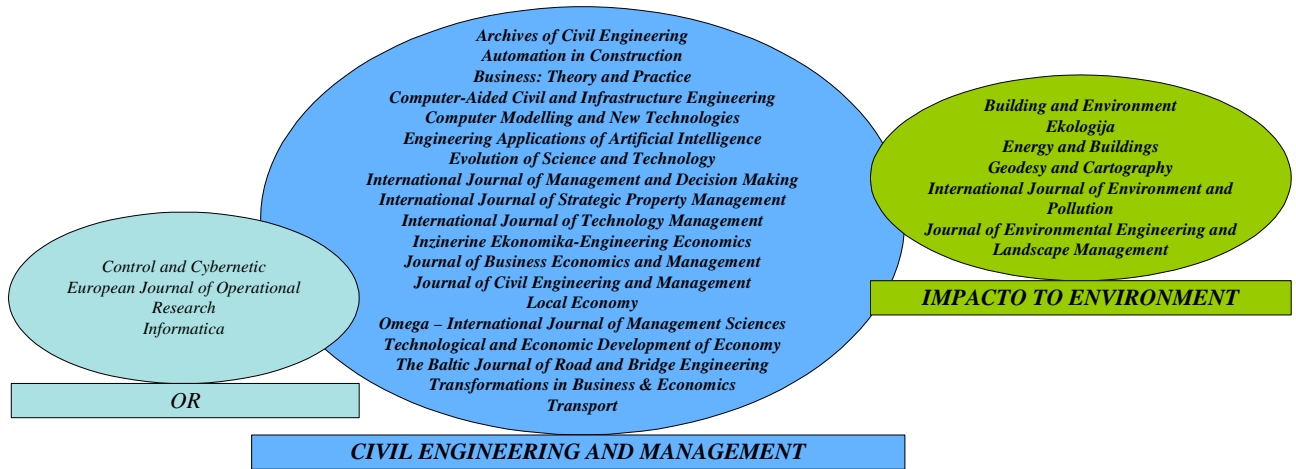 Control and Cybernetic
European Journal of Operational
Research
Informatica
OR
Archives of Civil Engineering
Automation in Construction
Business: Theory and Practice
Computer-Aided Civil and Infrastructure Engineering
Computer Modelling and New Technologies
Engineering Applications of Artificial Intelligence
Evolution of Science and Technology
International Journal of Management and Decision Making
International Journal of Strategic Property Management
International Journal of Technology Management
Inzinerine Ekonomika-Engineering Economics
Journal of Business Economics and Management
Journal of Civil Engineering and Management
Local Economy
Omega – International Journal of Management Sciences
Technological and Economic Development of Economy
The Baltic Journal of Road and Bridge Engineering
Transformations in Business & Economics
Transport
CIVIL ENGINEERING AND MANAGEMENT
Building and Environment
Ekologija
Energy and Buildings
Geodesy and Cartography
International Journal of Environment and
Pollution
Journal of Environmental Engineering and
Landscape Management
IMPACTO TO ENVIRONMENT